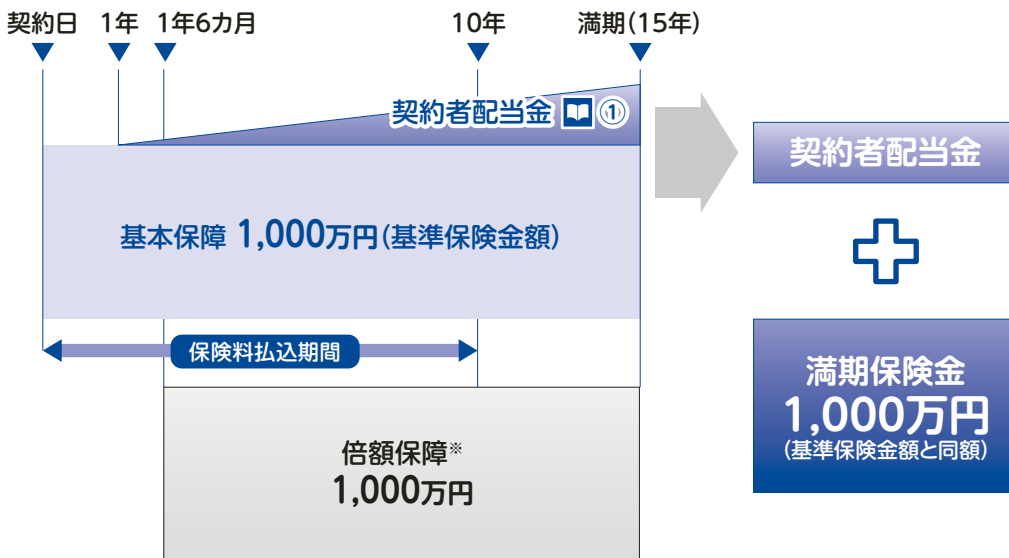 契約日 1年 1年6カ月 10年 満期(15年)
契約者配当金 ①
基本保障 1,000万円(基準保険金額)
保険料払込期間
倍額保障※
1,000万円
契約者配当金
満期保険金
1,000万円
(基準保険金額と同額)